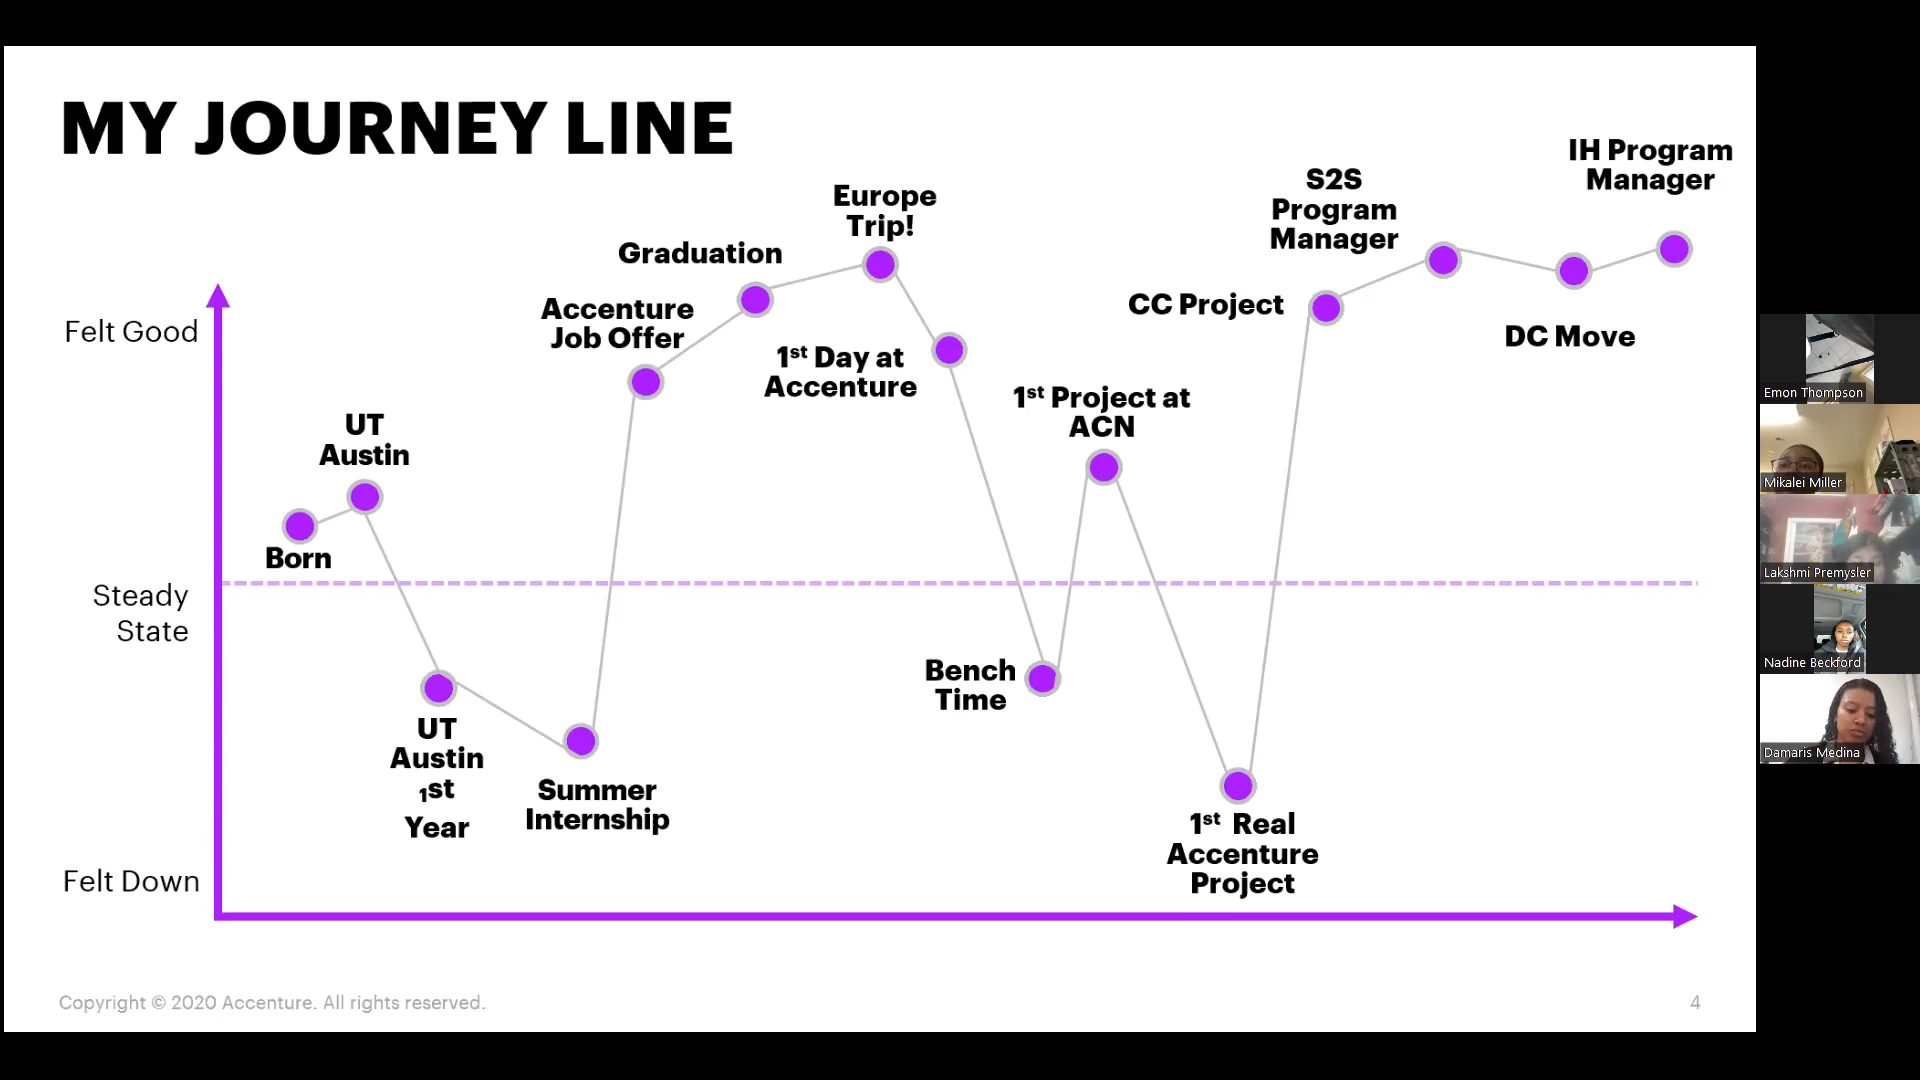 MY JOURNEY LINE
IH Program
Manager
S2S
Program
Manager
Europe
Trip!
Graduation
Accenture
Job Offer
CC Project
Felt Good
DC Move
1st Day at
Accenture
1st Project at
ACN
UT
Austin
Born
Steady
State
Bench
Time
UT
Austin
1st
Year
Summer
Internship
1st Real
Accenture
Project
Felt Down
Copyright © 2020 Accenture. All rights reserved.
4
Emon Thompson
Mikalei Miller
Lakshmi Premysler
Nadine Beckford
Damaris Medina